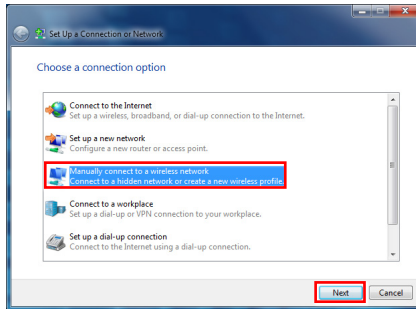 Set Up a Connection or Network
Choose a connection option
Connect to the Internet
Set up a wireless, broadband, or dial-up connection to the Internet.
Set up a new network
Configure a new router or access point.
Manually connect to a wireless network
Connect to a hidden network or create a new wireless profile.
Connect to a workplace
Set up a dial-up or VPN connection to your workplace.
Set up a dial-up connection
Connect to the Internet using a dial-up connection.
Next Cancel